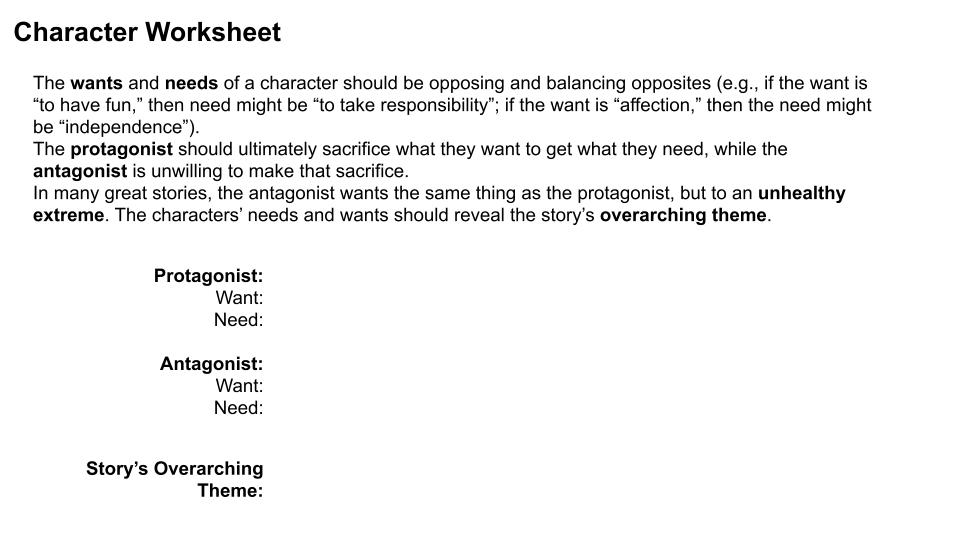 Character Worksheet
The wants and needs of a character should be opposing and balancing opposites (e.g., if the want is
“to have fun,” then need might be “to take responsibility”; if the want is “affection,” then the need might
be “independence”).
The protagonist should ultimately sacrifice what they want to get what they need, while the
antagonist is unwilling to make that sacrifice.
In many great stories, the antagonist wants the same thing as the protagonist, but to an unhealthy
extreme. The characters’ needs and wants should reveal the story’s overarching theme.
Protagonist:
Want:
Need:
Antagonist:
Want:
Need:
Story’s Overarching
Theme: